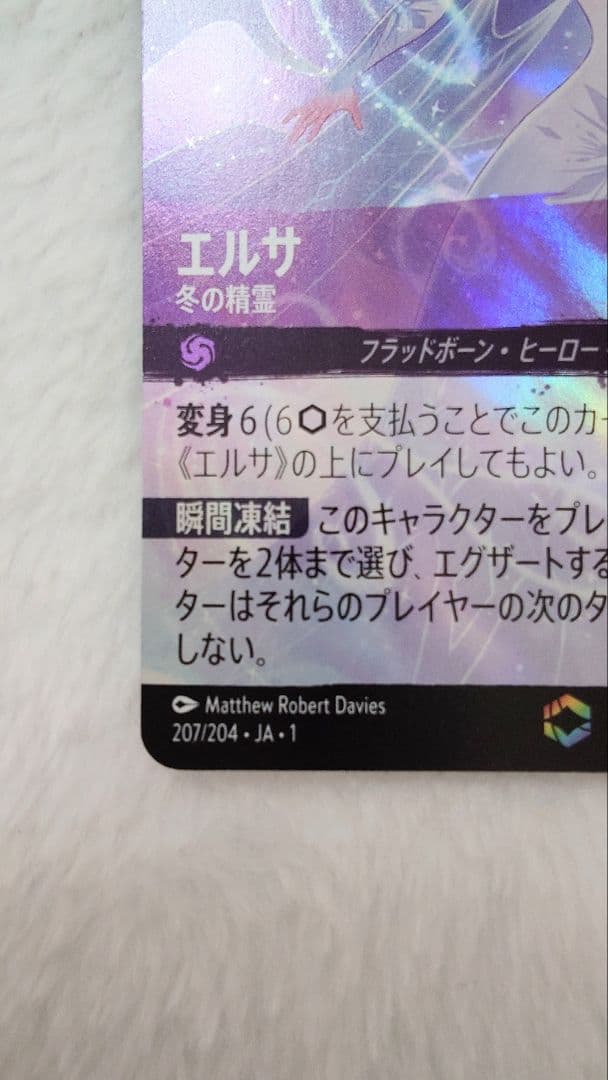 エルサ
冬の精霊
フラッドボーン・ヒーロー
変身 6 (6⬡を支払うことでこのカー
《エルサ》の上にプレイしてもよい。
瞬間凍結 このキャラクターをプレ
ターを2体まで選び、エグザートする
ターはそれらのプレイヤーの次のタ
しない。
Matthew Robert Davies
207/204 • JA • 1